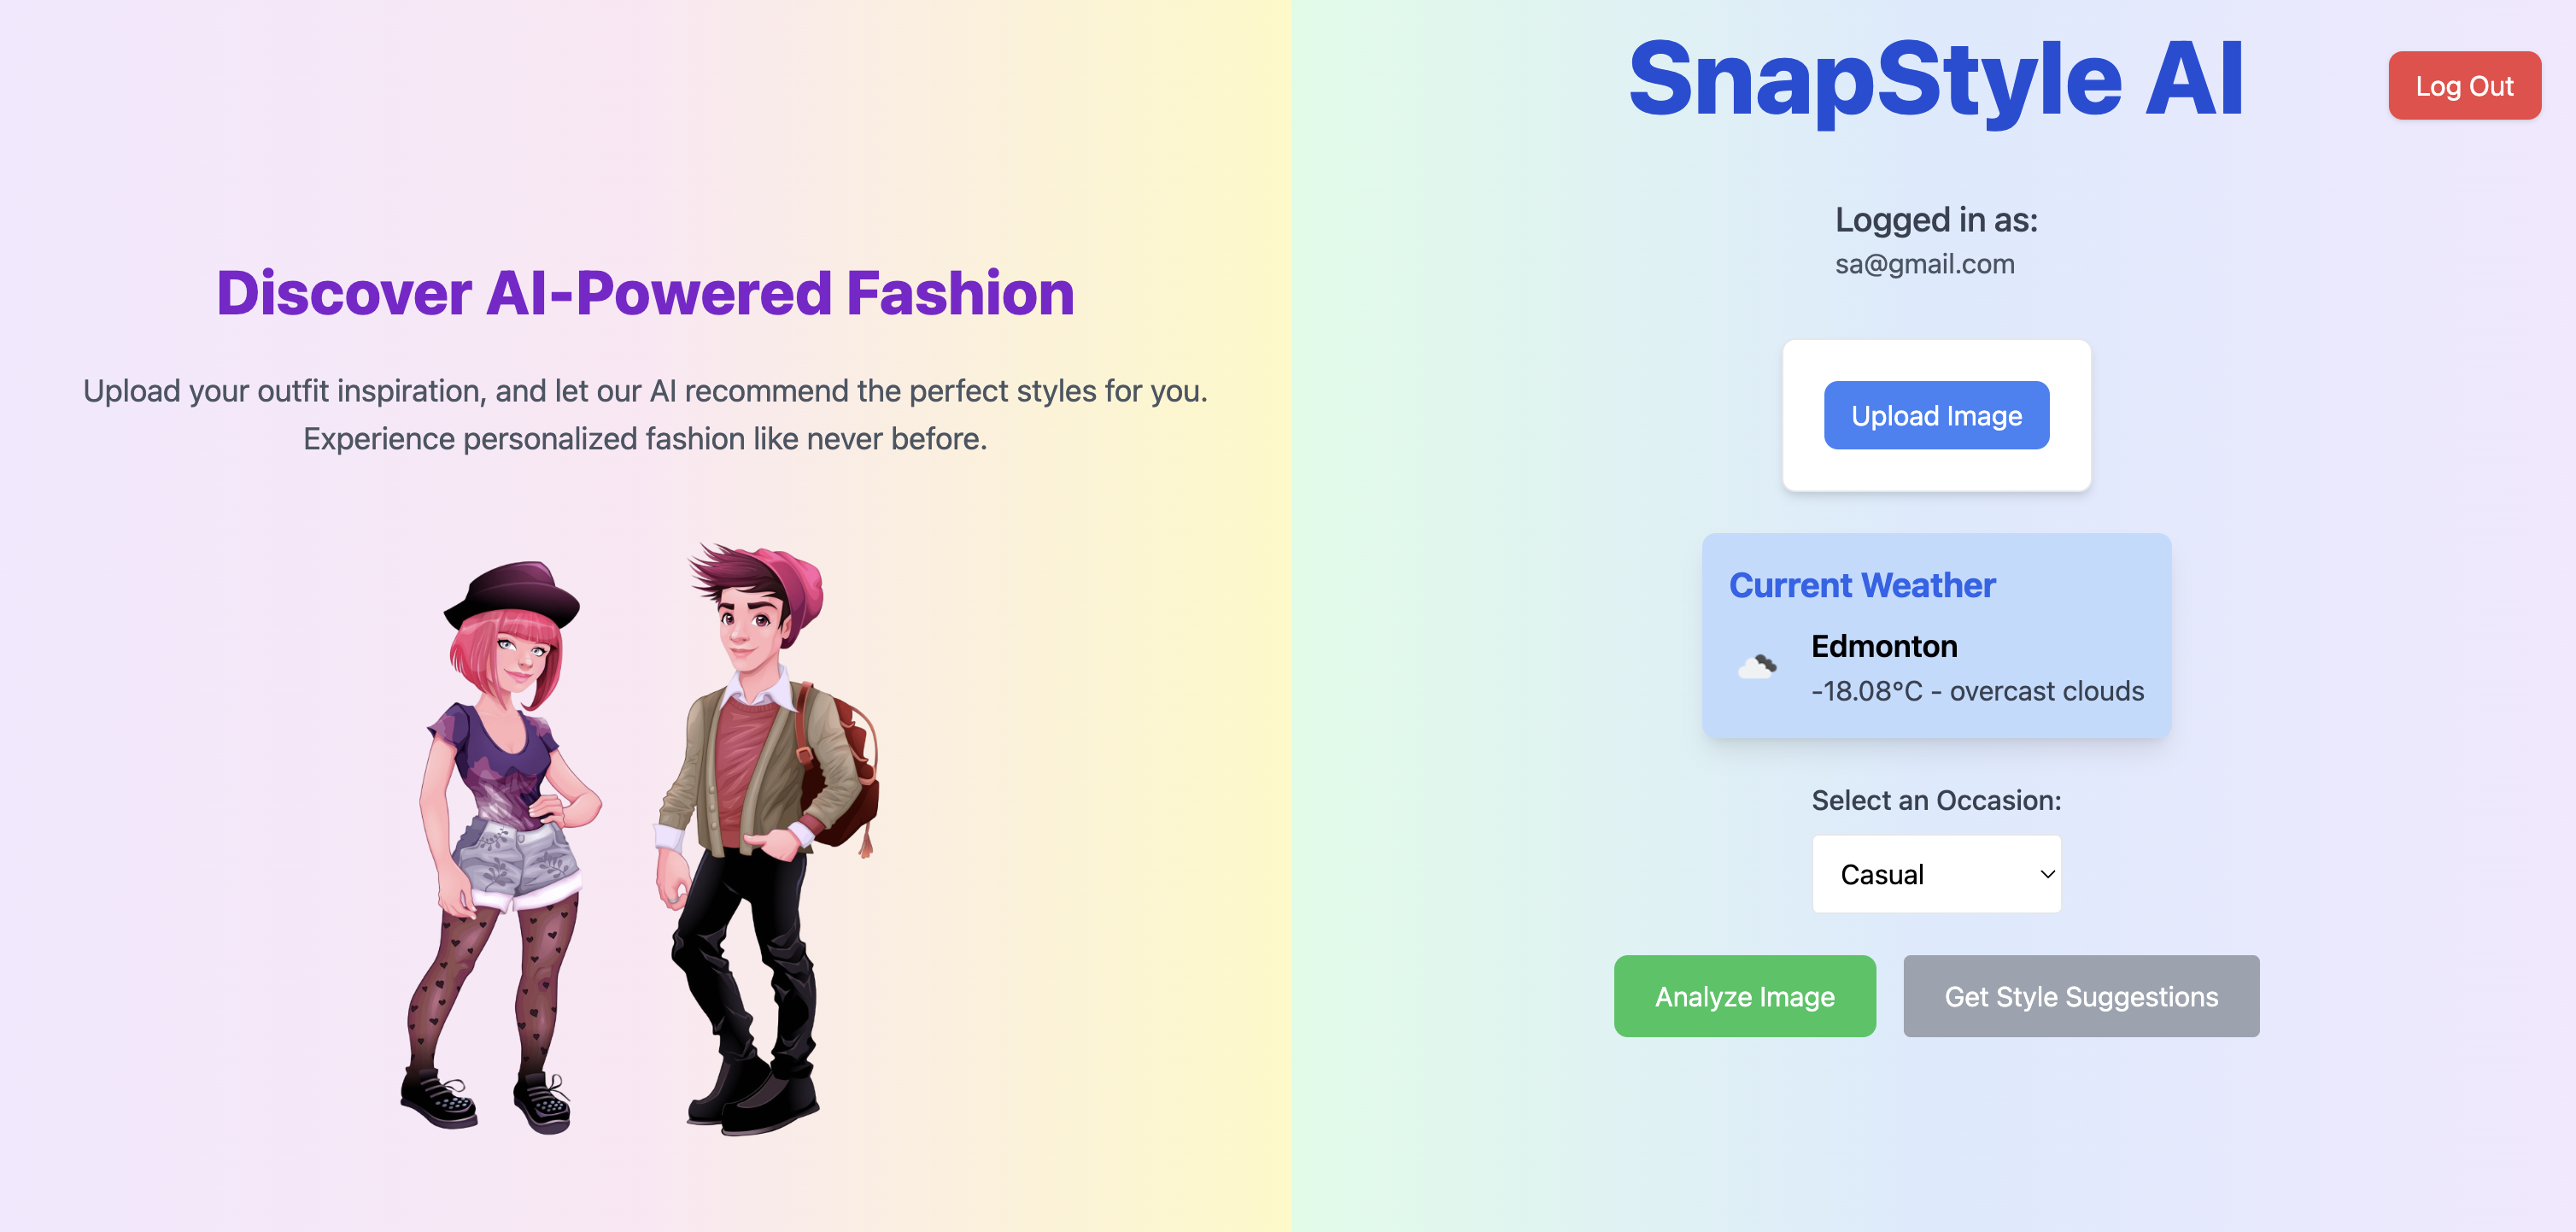 Discover AI-Powered Fashion
Upload your outfit inspiration, and let our AI recommend the perfect styles for you.
Experience personalized fashion like never before.
SnapStyle AI
Log Out
Logged in as:
sa@gmail.com
Upload Image
Current Weather
Edmonton
-18.08°C - overcast clouds
Select an Occasion:
Casual
Analyze Image
Get Style Suggestions